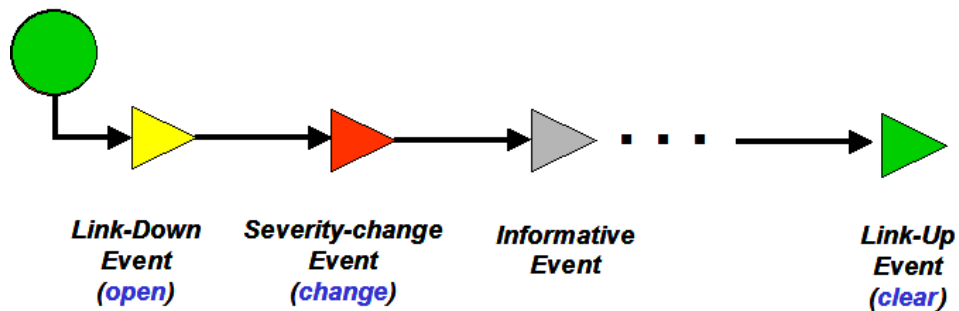 Link-Down
Event
(open)
Severity-change
Event
(change)
Informative
Event
Link-Up
Event
(clear)